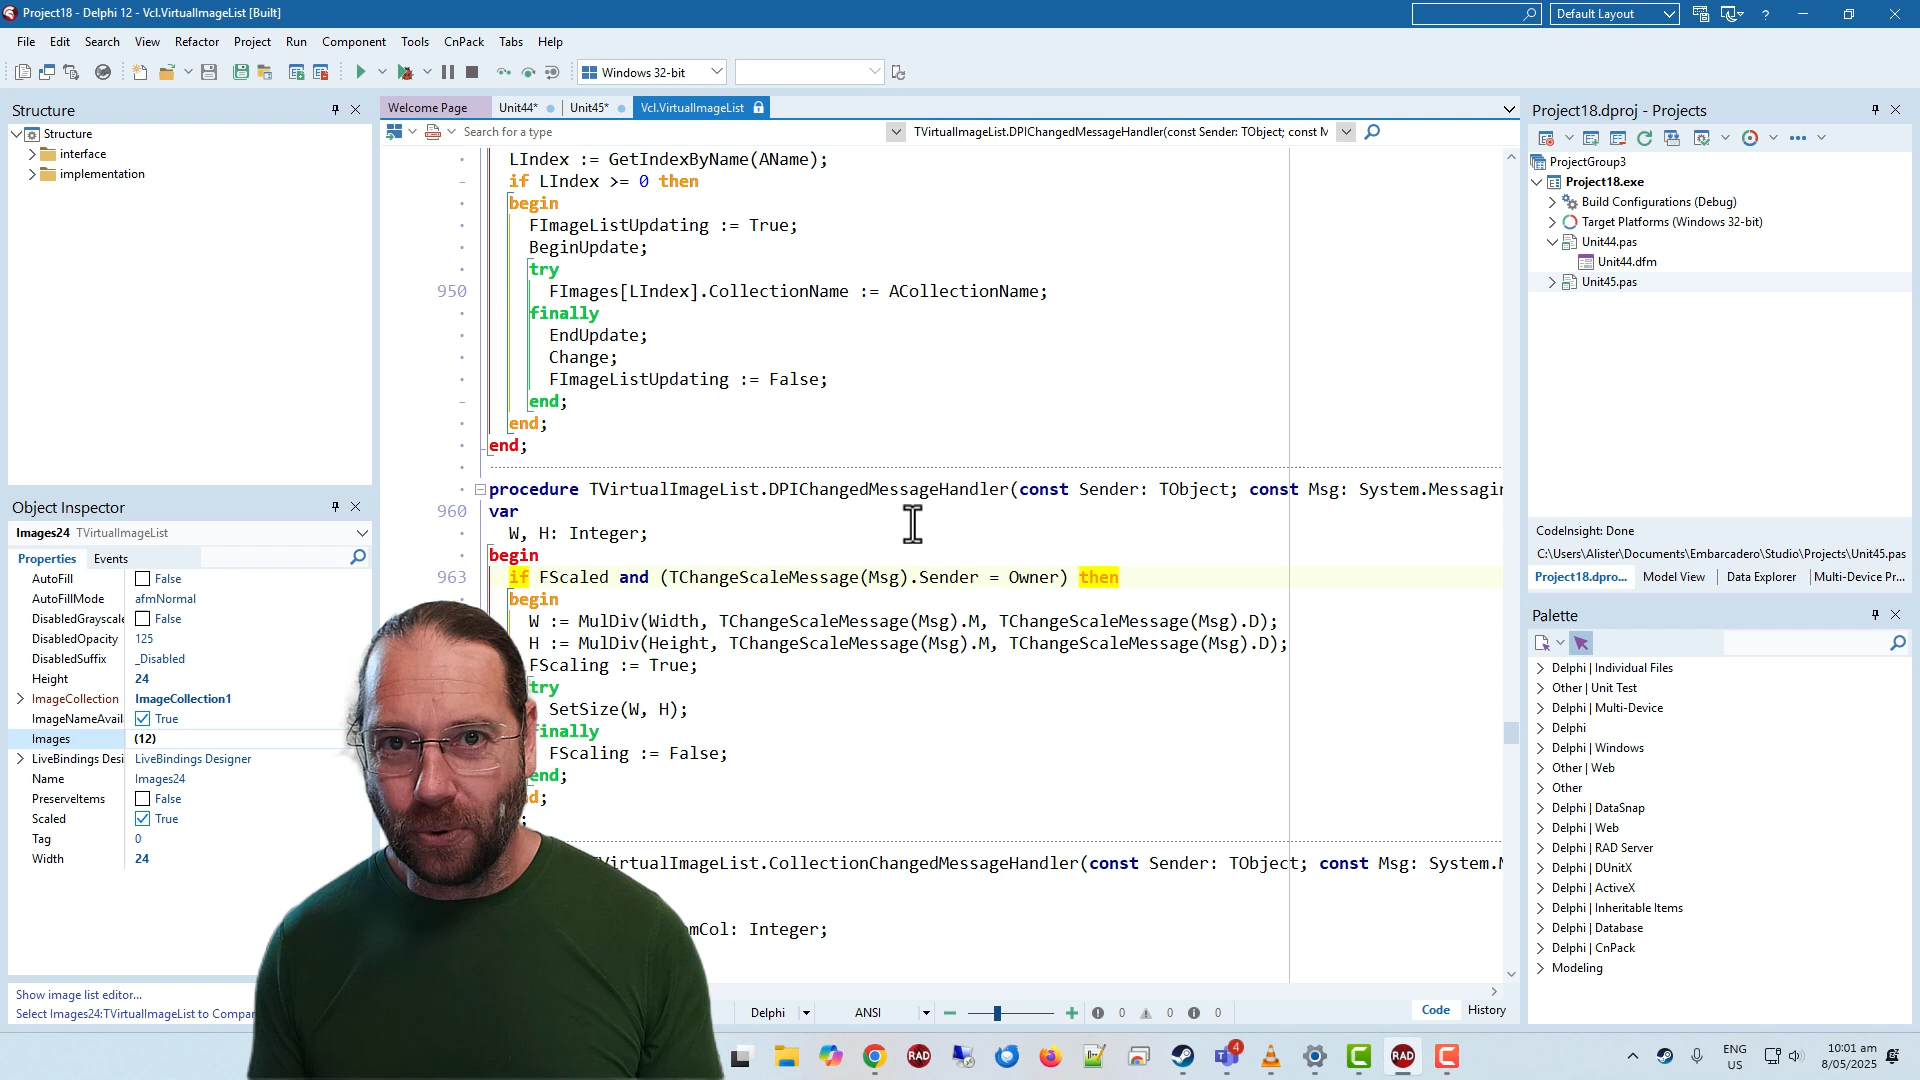 Project18 - Delphi 12 - Vcl.VirtualImageList [Built]
Default Layout
File Edit Search View Refactor Project Run Component Tools CnPack Tabs Help
Windows 32-bit
Structure
Structure
interface
implementation
Object Inspector
Images24 TVirtualImageList
Properties Events
AutoFill False
AutoFillMode afmNormal
DisabledGrayscale False
DisabledOpacity 125
DisabledSuffix _Disabled
Height 24
ImageCollection ImageCollection1
ImageNameAvail True
Images (12)
LiveBindings Desi LiveBindings Designer
Name Images24
PreserveItems False
Scaled True
Tag 0
Width 24
Show image list editor...
Select Images24:TVirtualImageList to Compar
Welcome Page Unit44* Unit45* Vcl.VirtualImageList
Search for a type TVirtualImageList.DPIChangedMessageHandler(const Sender: TObject; const M
LIndex := GetIndexByName(AName);
if LIndex >= 0 then
begin
FImageListUpdating := True;
BeginUpdate;
try
950 FImages[LIndex].CollectionName := ACollectionName;
finally
EndUpdate;
Change;
FImageListUpdating := False;
end;
end;
end;
procedure TVirtualImageList.DPIChangedMessageHandler(const Sender: TObject; const Msg: System.Messagin
960 var
W, H: Integer;
begin
963 if FScaled and (TChangeScaleMessage(Msg).Sender = Owner) then
begin
W := MulDiv(Width, TChangeScaleMessage(Msg).M, TChangeScaleMessage(Msg).D);
H := MulDiv(Height, TChangeScaleMessage(Msg).M, TChangeScaleMessage(Msg).D);
FScaling := True;
try
SetSize(W, H);
finally
FScaling := False;
end;
d;
;
VirtualImageList.CollectionChangedMessageHandler(const Sender: TObject; const Msg: System.M
mCol: Integer;
Delphi ANSI 0 0 0
Code History
Project18.dproj - Projects
ProjectGroup3
Project18.exe
Build Configurations (Debug)
Target Platforms (Windows 32-bit)
Unit44.pas
Unit44.dfm
Unit45.pas
CodeInsight: Done
C:\Users\Alister\Documents\Embarcadero\Studio\Projects\Unit45.pas
Project18.dpro... Model View Data Explorer Multi-Device Pr...
Palette
Delphi | Individual Files
Other | Unit Test
Delphi | Multi-Device
Delphi
Delphi | Windows
Other | Web
Other
Delphi | DataSnap
Delphi | Web
Delphi | RAD Server
Delphi | DUnitX
Delphi | ActiveX
Delphi | Inheritable Items
Delphi | Database
Delphi | CnPack
Modeling
RAD
4
RAD
ENG
US
10:01 am
8/05/2025